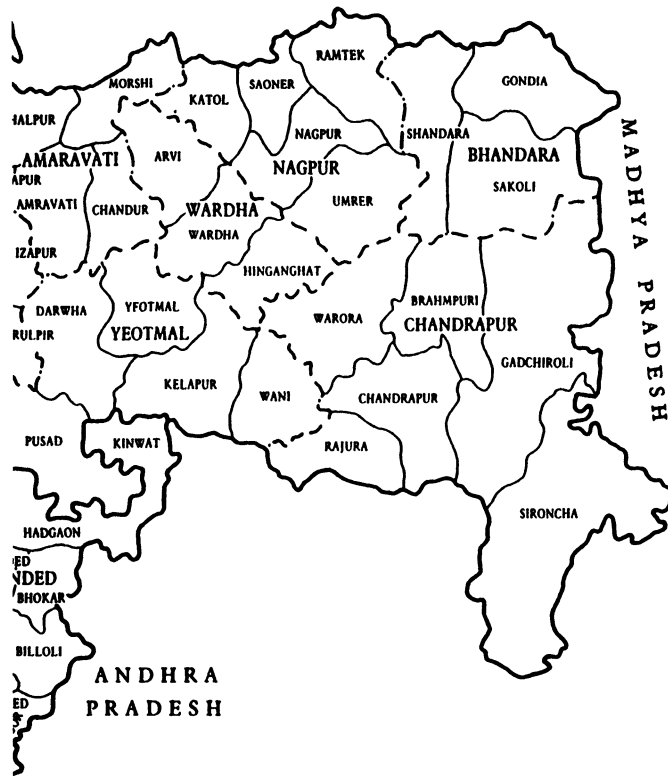 RAMTEK
MORSHI
SAONER
GONDIA
KATOL
HALPUR
NAGPUR
SHANDARA
AMARAVATI
ARVI
NAGPUR
BHANDARA
APUR
SAKOLI
AMRAVATI
CHANDUR
WARDHA
UMRER
WARDHA
IZAPUR
HINGANGHAT
MADHYA PRADESH
DARWHA
YFOTMAL
BRAHMPURI
RULPIR
YEOTMAL
WARORA
CHANDRAPUR
GADCHIROLI
KELAPUR
WANI
CHANDRAPUR
PUSAD
KINWAT
RAJURA
SIRONCHA
HADGAON
ED
NDED
BHOKAR
BILLOLI
ANDHRA
PRADESH
ED